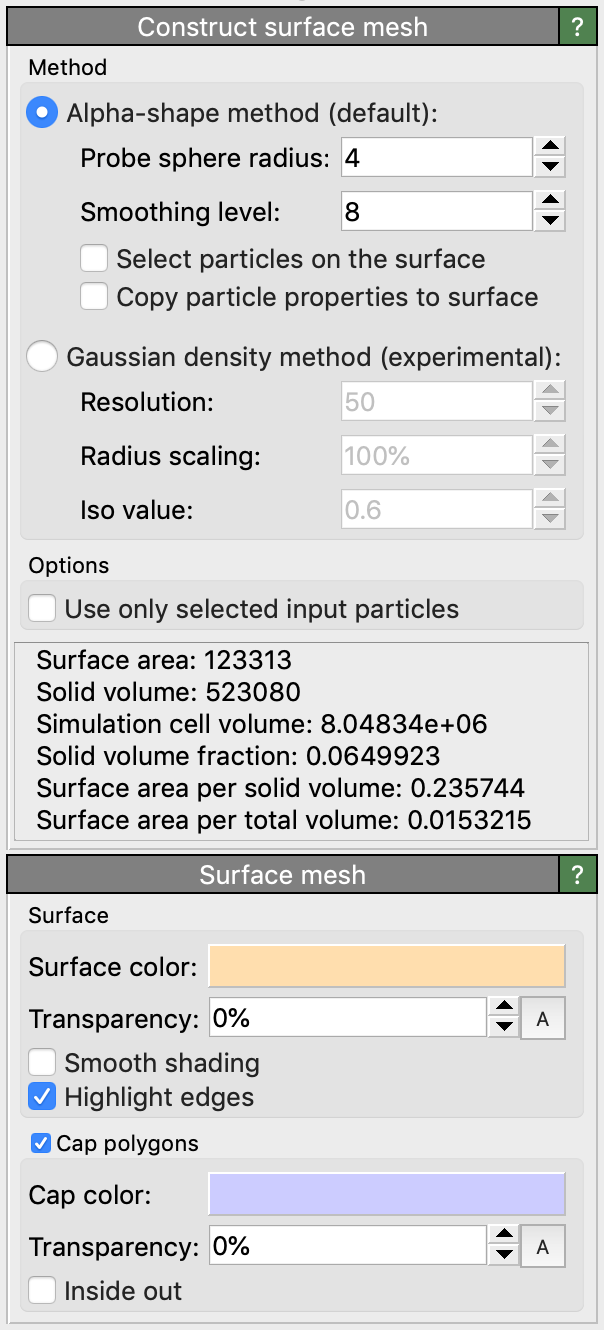 Construct surface mesh ?
Method
Alpha-shape method (default):
Probe sphere radius: 4
Smoothing level: 8
Select particles on the surface
Copy particle properties to surface
Gaussian density method (experimental):
Resolution: 50
Radius scaling: 100%
Iso value: 0.6
Options
Use only selected input particles
Surface area: 123313
Solid volume: 523080
Simulation cell volume: 8.04834e+06
Solid volume fraction: 0.0649923
Surface area per solid volume: 0.235744
Surface area per total volume: 0.0153215
Surface mesh ?
Surface
Surface color:
Transparency: 0% A
Smooth shading
Highlight edges
Cap polygons
Cap color:
Transparency: 0% A
Inside out